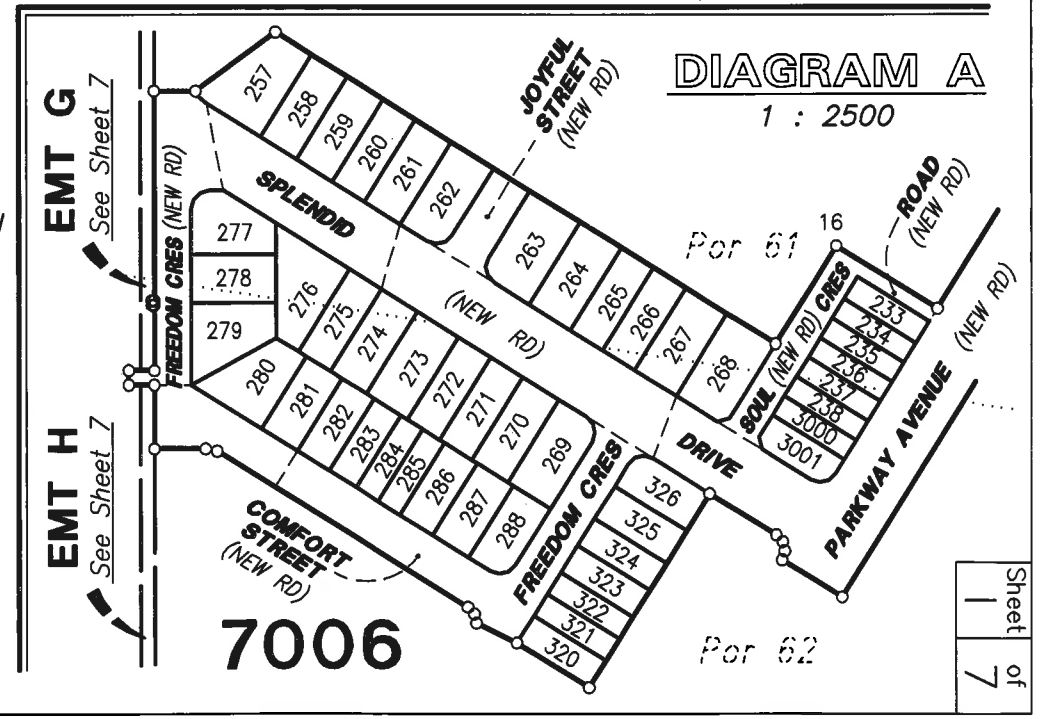 DIAGRAM A
1 : 2500
EMT G
See Sheet 7
EMT H
See Sheet 7
FREEDOM CRES (NEW RD)
SPLENDID
(NEW RD)
DRIVE
JOYFUL
STREET
(NEW RD)
ROAD
(NEW RD)
16
Por 61
SOUL (NEW RD) CRES
PARKWAY AVENUE (NEW RD)
257
258
259
260
261
262
263
264
265
266
267
268
233
234
235
236
237
238
3000
3001
277
278
279
276
275
274
273
272
271
270
269
280
281
282
283
284
285
286
287
288
326
325
324
323
322
321
320
FREEDOM CRES
COMFORT
STREET
(NEW RD)
7006
Por 62
Sheet of
1 7